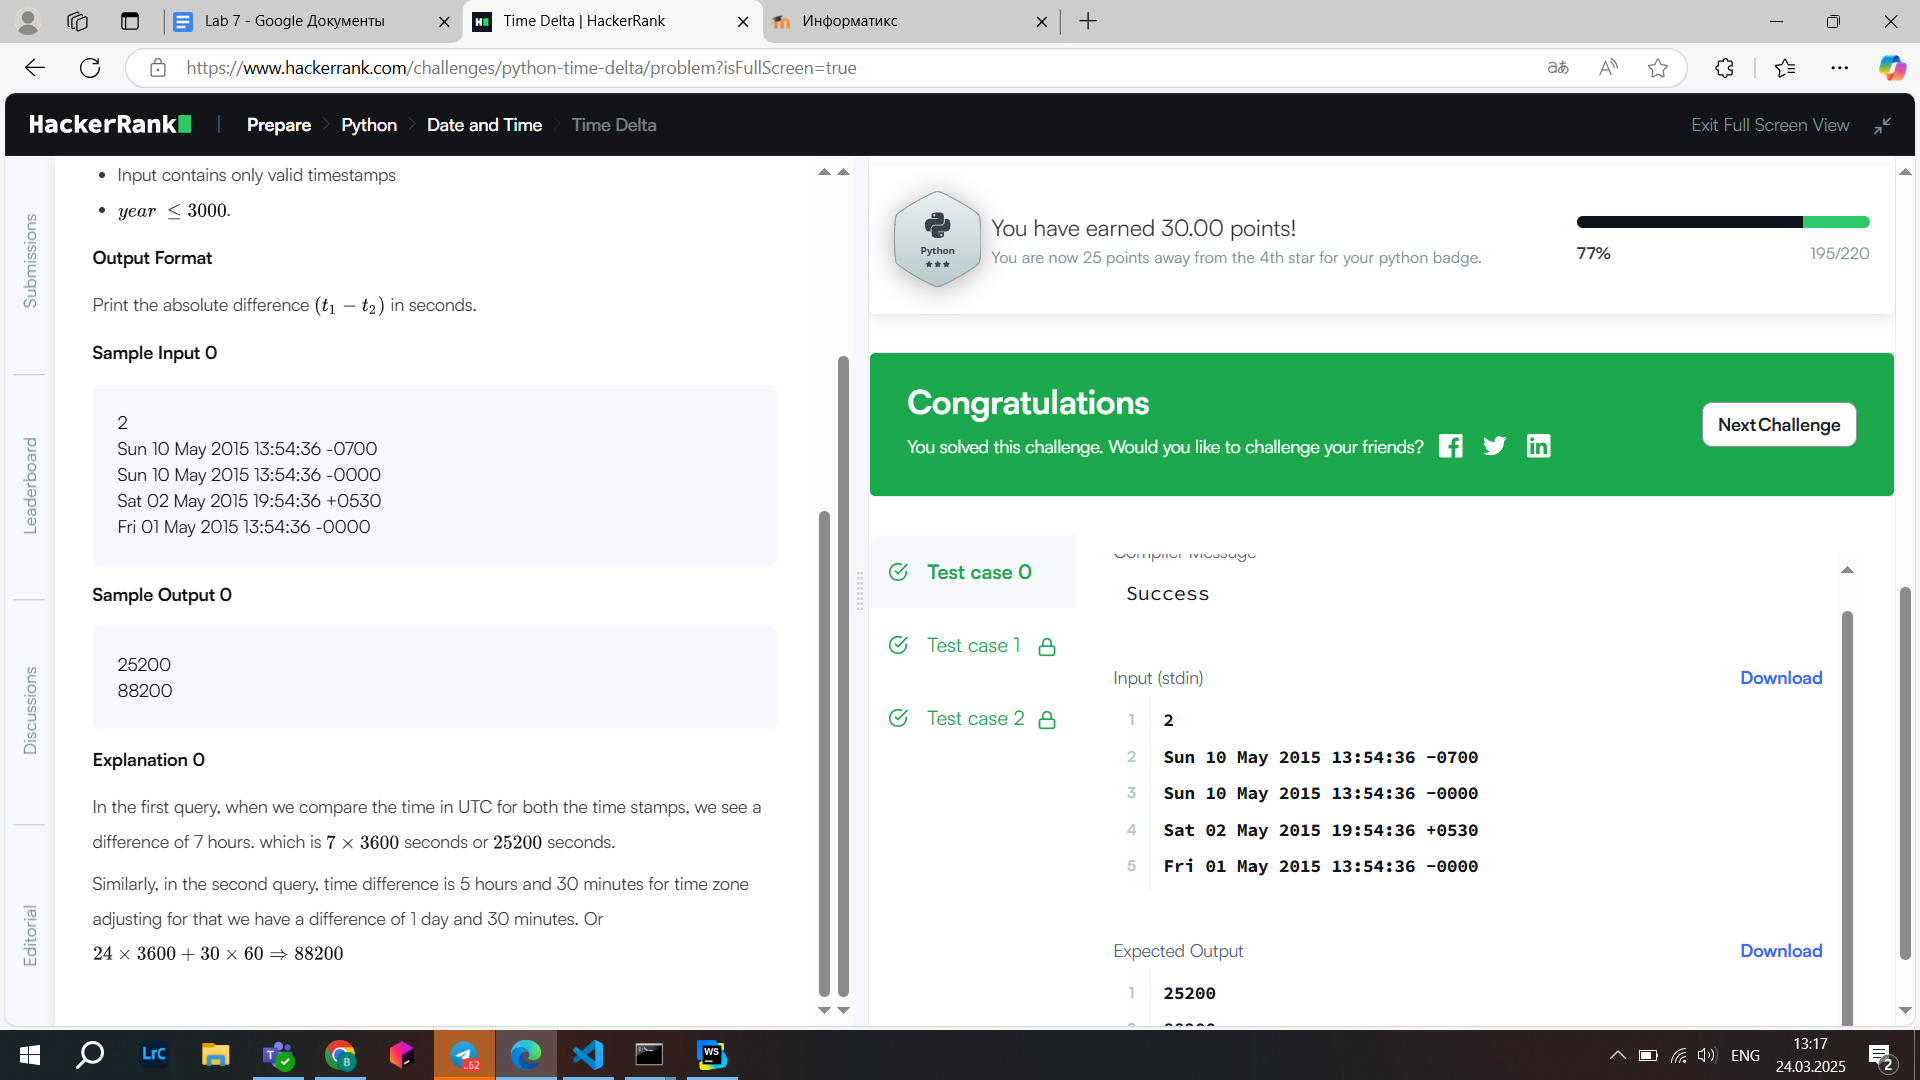 Lab 7 - Google Документы
Time Delta | HackerRank
Информатикс
https://www.hackerrank.com/challenges/python-time-delta/problem?isFullScreen=true
HackerRank
Prepare
Python
Date and Time
Time Delta
Exit Full Screen View
Submissions
Leaderboard
Discussions
Editorial
Input contains only valid timestamps
year ≤ 3000.
Output Format
Print the absolute difference (t₁ − t₂) in seconds.
Sample Input 0
2
Sun 10 May 2015 13:54:36 -0700
Sun 10 May 2015 13:54:36 -0000
Sat 02 May 2015 19:54:36 +0530
Fri 01 May 2015 13:54:36 -0000
Sample Output 0
25200
88200
Explanation 0
In the first query, when we compare the time in UTC for both the time stamps, we see a
difference of 7 hours. which is 7 × 3600 seconds or 25200 seconds.
Similarly, in the second query, time difference is 5 hours and 30 minutes for time zone
adjusting for that we have a difference of 1 day and 30 minutes. Or
24 × 3600 + 30 × 60 ⇒ 88200
Python
You have earned 30.00 points!
You are now 25 points away from the 4th star for your python badge.
77%
195/220
Congratulations
You solved this challenge. Would you like to challenge your friends?
Next Challenge
Test case 0
Test case 1
Test case 2
Compiler Message
Success
Input (stdin)
Download
1 2
2 Sun 10 May 2015 13:54:36 -0700
3 Sun 10 May 2015 13:54:36 -0000
4 Sat 02 May 2015 19:54:36 +0530
5 Fri 01 May 2015 13:54:36 -0000
Expected Output
Download
1 25200
2 88200
LrC
..62
WS
ENG
13:17
24.03.2025
2